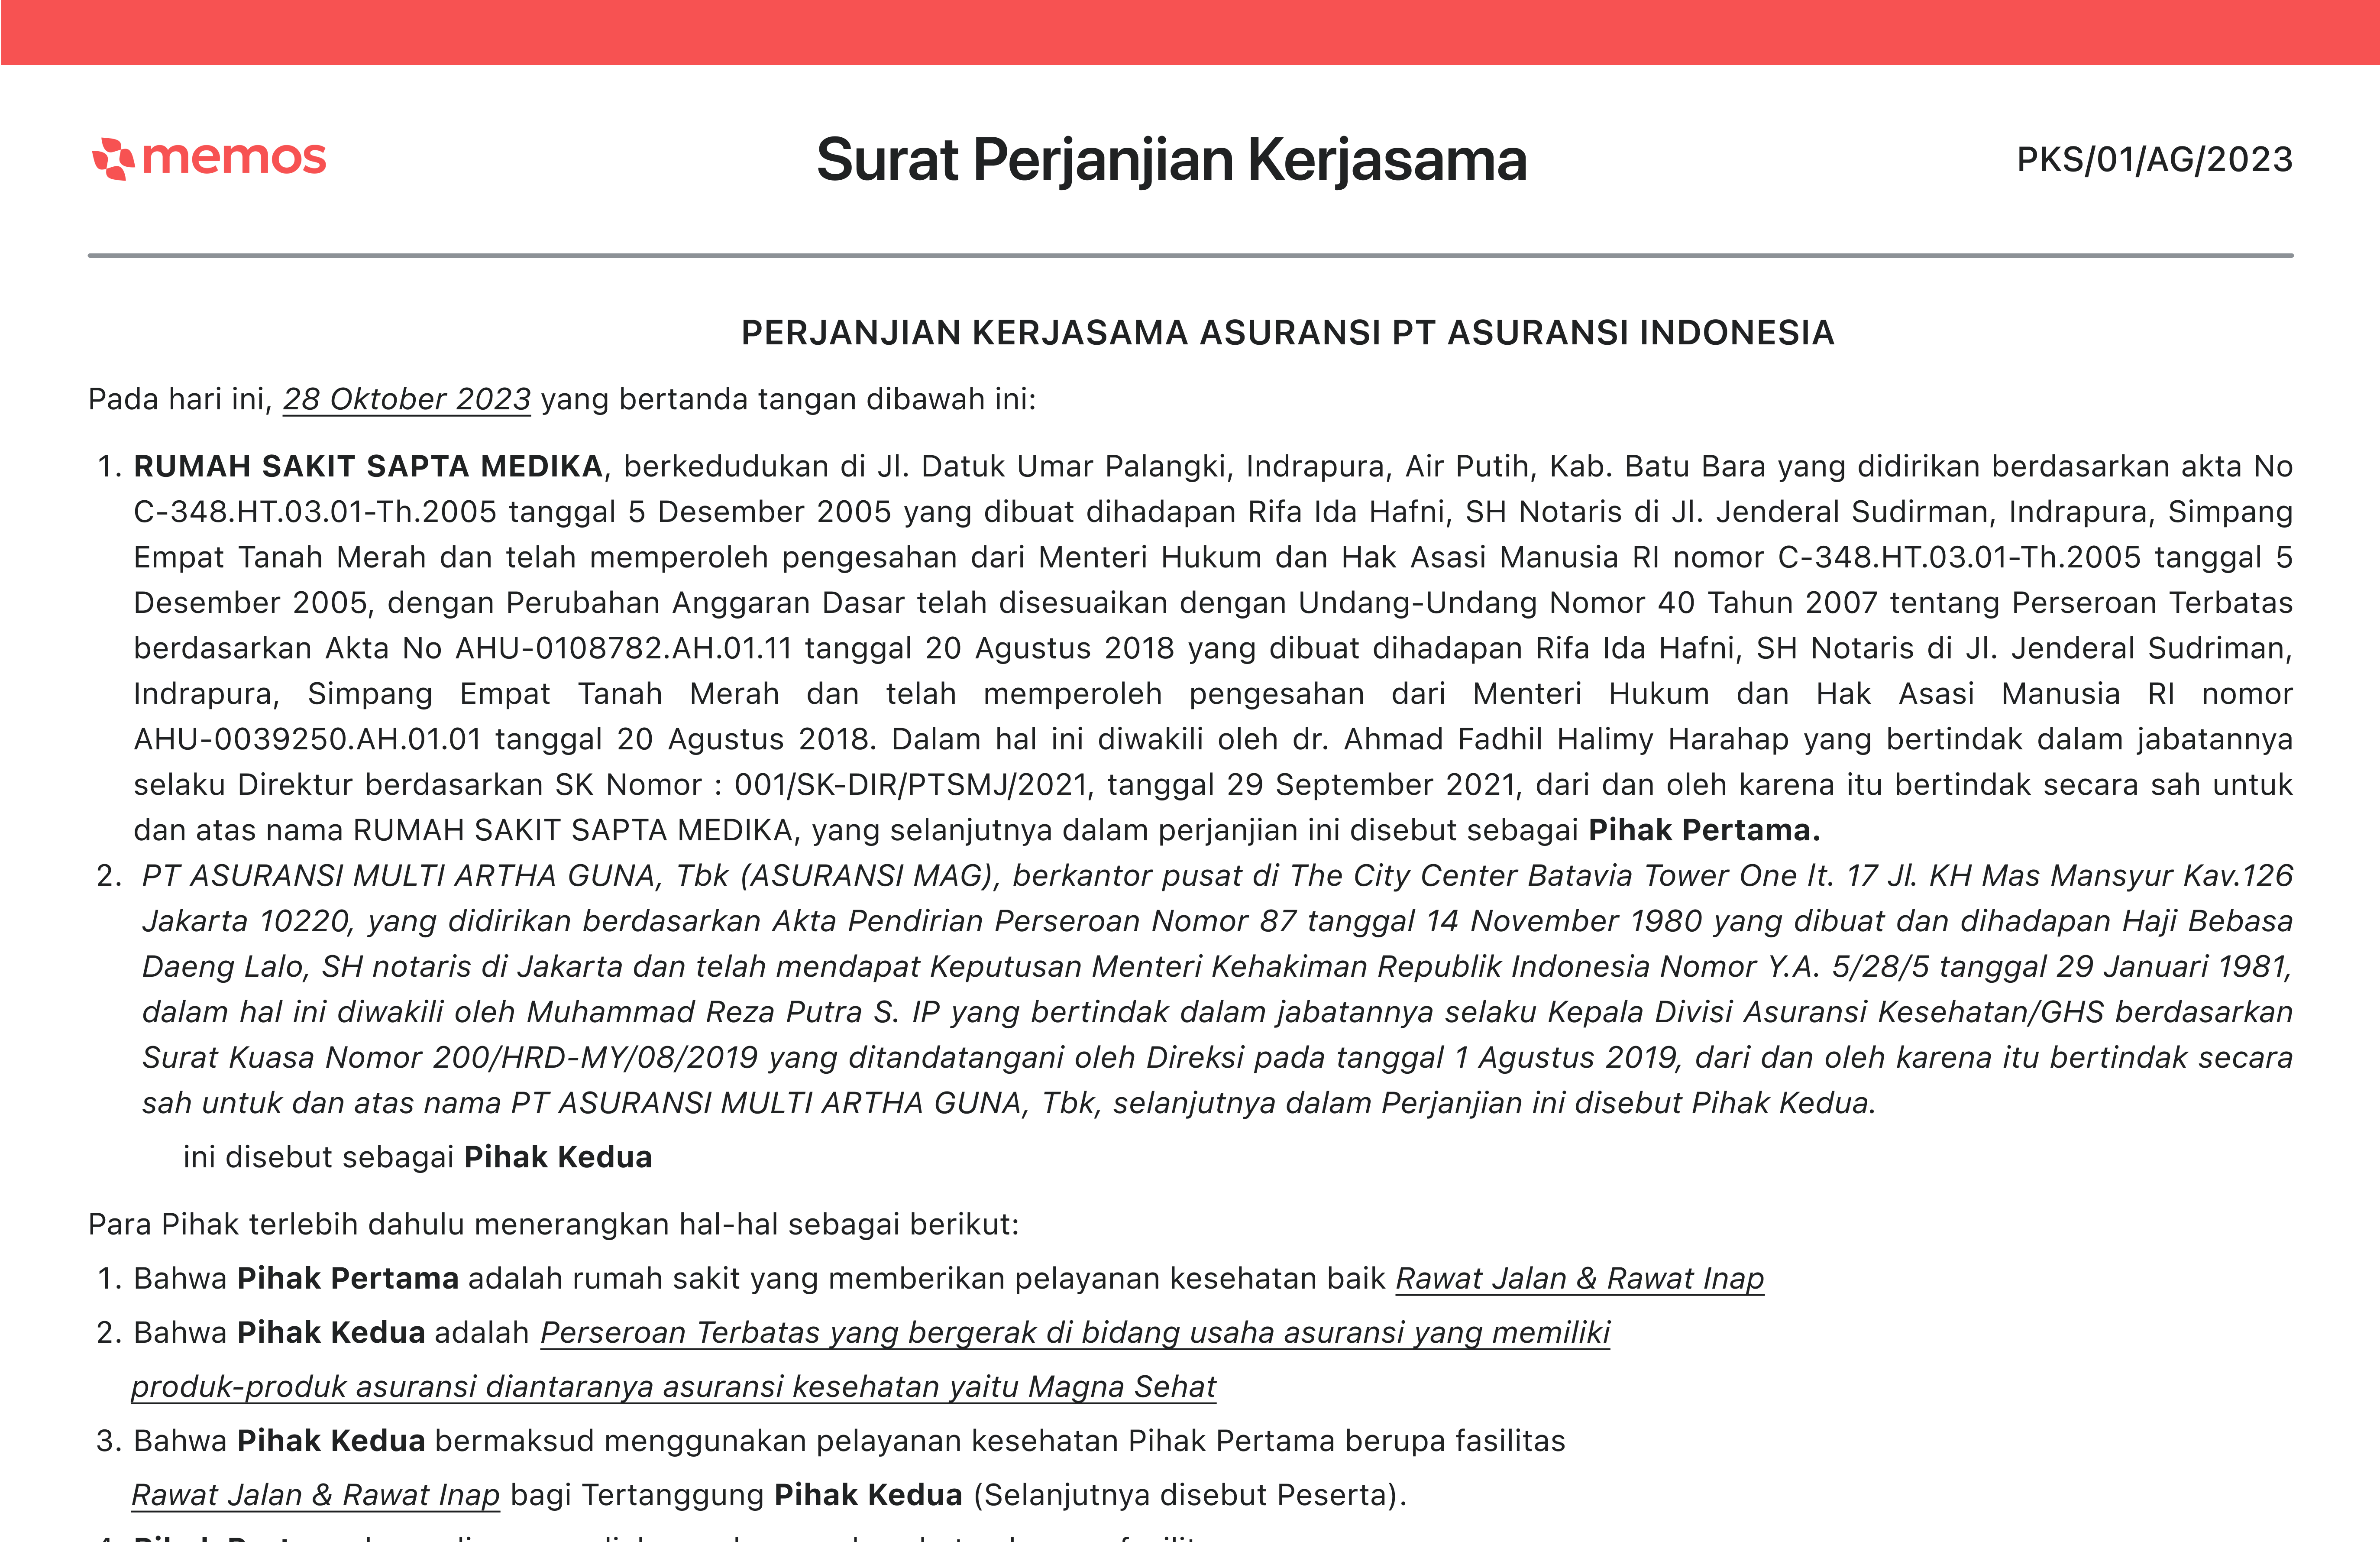 memos
Surat Perjanjian Kerjasama
PKS/01/AG/2023
PERJANJIAN KERJASAMA ASURANSI PT ASURANSI INDONESIA
Pada hari ini, 28 Oktober 2023 yang bertanda tangan dibawah ini:
1. RUMAH SAKIT SAPTA MEDIKA, berkedudukan di Jl. Datuk Umar Palangki, Indrapura, Air Putih, Kab. Batu Bara yang didirikan berdasarkan akta No
C-348.HT.03.01-Th.2005 tanggal 5 Desember 2005 yang dibuat dihadapan Rifa Ida Hafni, SH Notaris di Jl. Jenderal Sudirman, Indrapura, Simpang
Empat Tanah Merah dan telah memperoleh pengesahan dari Menteri Hukum dan Hak Asasi Manusia RI nomor C-348.HT.03.01-Th.2005 tanggal 5
Desember 2005, dengan Perubahan Anggaran Dasar telah disesuaikan dengan Undang-Undang Nomor 40 Tahun 2007 tentang Perseroan Terbatas
berdasarkan Akta No AHU-0108782.AH.01.11 tanggal 20 Agustus 2018 yang dibuat dihadapan Rifa Ida Hafni, SH Notaris di Jl. Jenderal Sudriman,
Indrapura, Simpang Empat Tanah Merah dan telah memperoleh pengesahan dari Menteri Hukum dan Hak Asasi Manusia RI nomor
AHU-0039250.AH.01.01 tanggal 20 Agustus 2018. Dalam hal ini diwakili oleh dr. Ahmad Fadhil Halimy Harahap yang bertindak dalam jabatannya
selaku Direktur berdasarkan SK Nomor : 001/SK-DIR/PTSMJ/2021, tanggal 29 September 2021, dari dan oleh karena itu bertindak secara sah untuk
dan atas nama RUMAH SAKIT SAPTA MEDIKA, yang selanjutnya dalam perjanjian ini disebut sebagai Pihak Pertama.
2. PT ASURANSI MULTI ARTHA GUNA, Tbk (ASURANSI MAG), berkantor pusat di The City Center Batavia Tower One lt. 17 Jl. KH Mas Mansyur Kav.126
Jakarta 10220, yang didirikan berdasarkan Akta Pendirian Perseroan Nomor 87 tanggal 14 November 1980 yang dibuat dan dihadapan Haji Bebasa
Daeng Lalo, SH notaris di Jakarta dan telah mendapat Keputusan Menteri Kehakiman Republik Indonesia Nomor Y.A. 5/28/5 tanggal 29 Januari 1981,
dalam hal ini diwakili oleh Muhammad Reza Putra S. IP yang bertindak dalam jabatannya selaku Kepala Divisi Asuransi Kesehatan/GHS berdasarkan
Surat Kuasa Nomor 200/HRD-MY/08/2019 yang ditandatangani oleh Direksi pada tanggal 1 Agustus 2019, dari dan oleh karena itu bertindak secara
sah untuk dan atas nama PT ASURANSI MULTI ARTHA GUNA, Tbk, selanjutnya dalam Perjanjian ini disebut Pihak Kedua.
ini disebut sebagai Pihak Kedua
Para Pihak terlebih dahulu menerangkan hal-hal sebagai berikut:
1. Bahwa Pihak Pertama adalah rumah sakit yang memberikan pelayanan kesehatan baik Rawat Jalan & Rawat Inap
2. Bahwa Pihak Kedua adalah Perseroan Terbatas yang bergerak di bidang usaha asuransi yang memiliki
produk-produk asuransi diantaranya asuransi kesehatan yaitu Magna Sehat
3. Bahwa Pihak Kedua bermaksud menggunakan pelayanan kesehatan Pihak Pertama berupa fasilitas
Rawat Jalan & Rawat Inap bagi Tertanggung Pihak Kedua (Selanjutnya disebut Peserta).